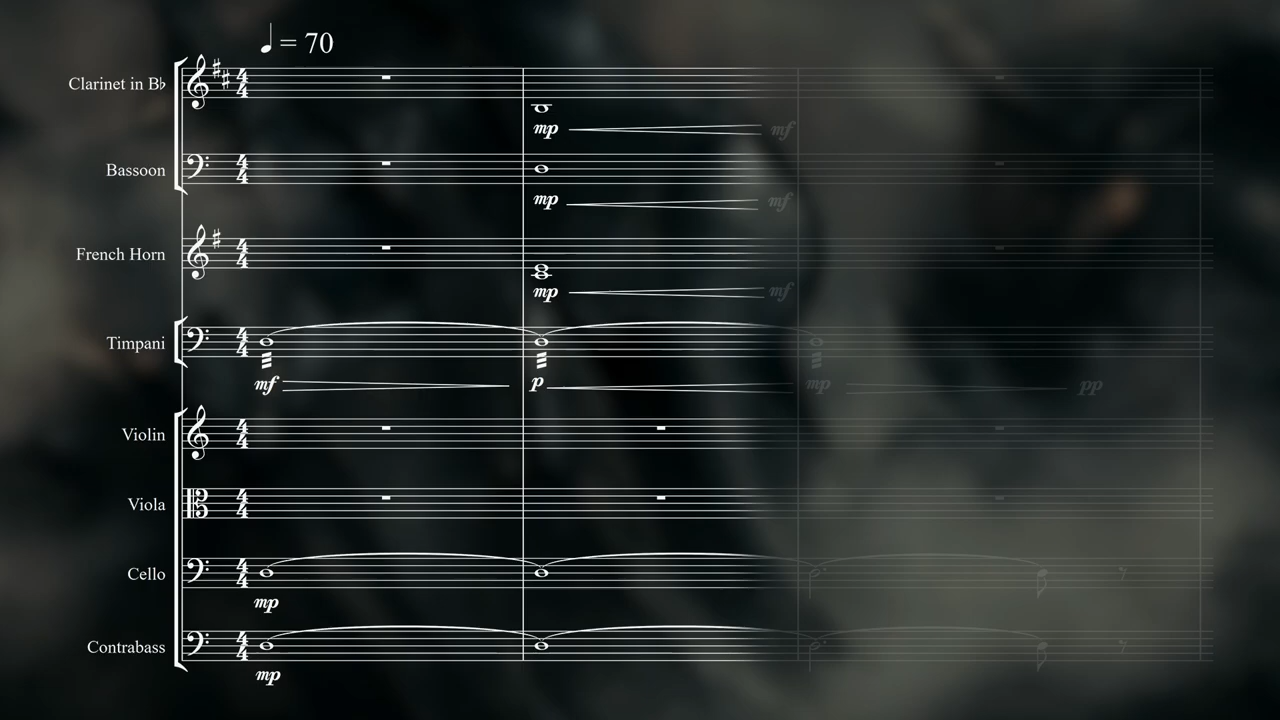 ♩ = 70
Clarinet in B♭
mp mf
Bassoon
mp mf
French Horn
mp mf
Timpani
mf p mp pp
Violin
Viola
Cello
mp
Contrabass
mp